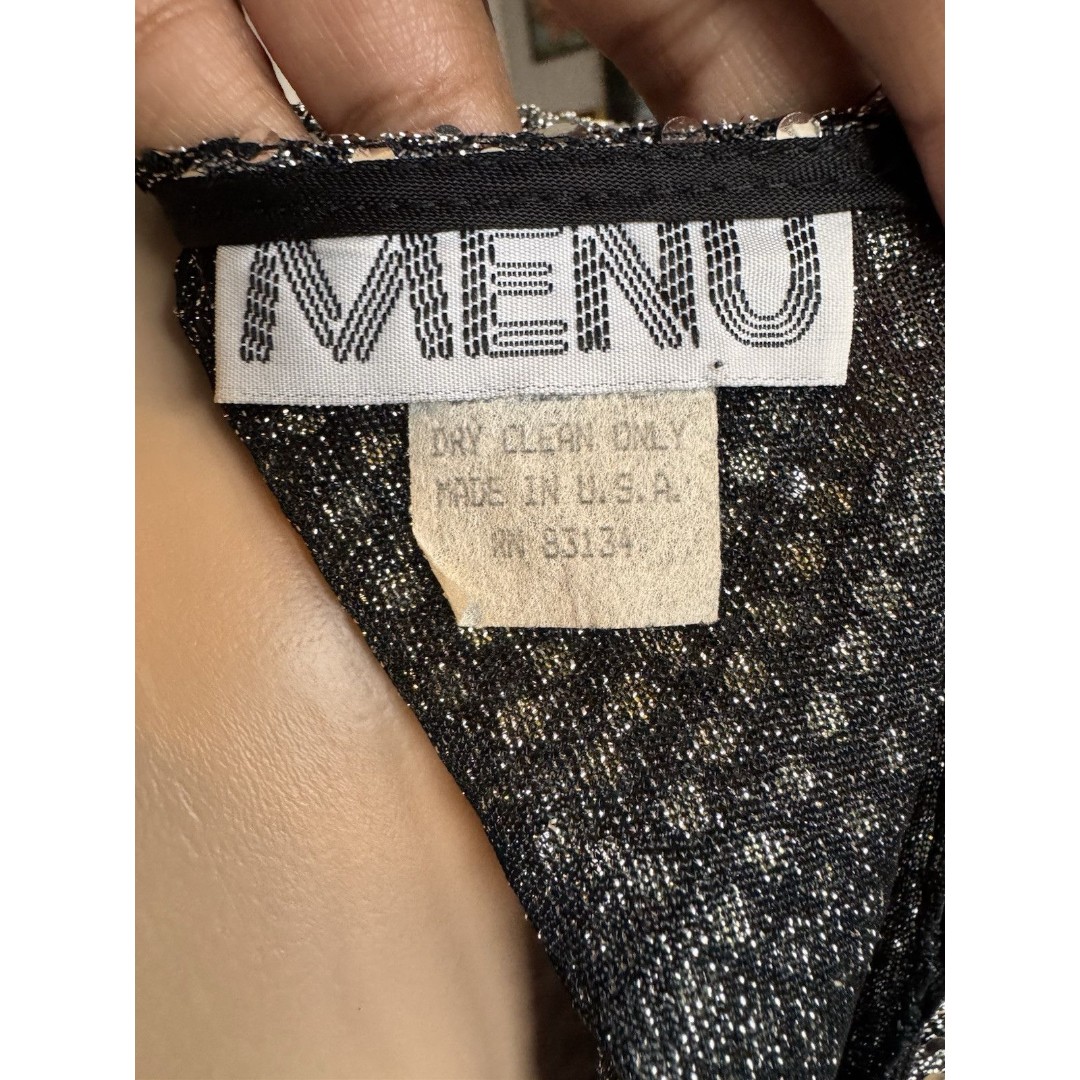 MENU
DRY CLEAN ONLY
MADE IN U.S.A.
RN 83134